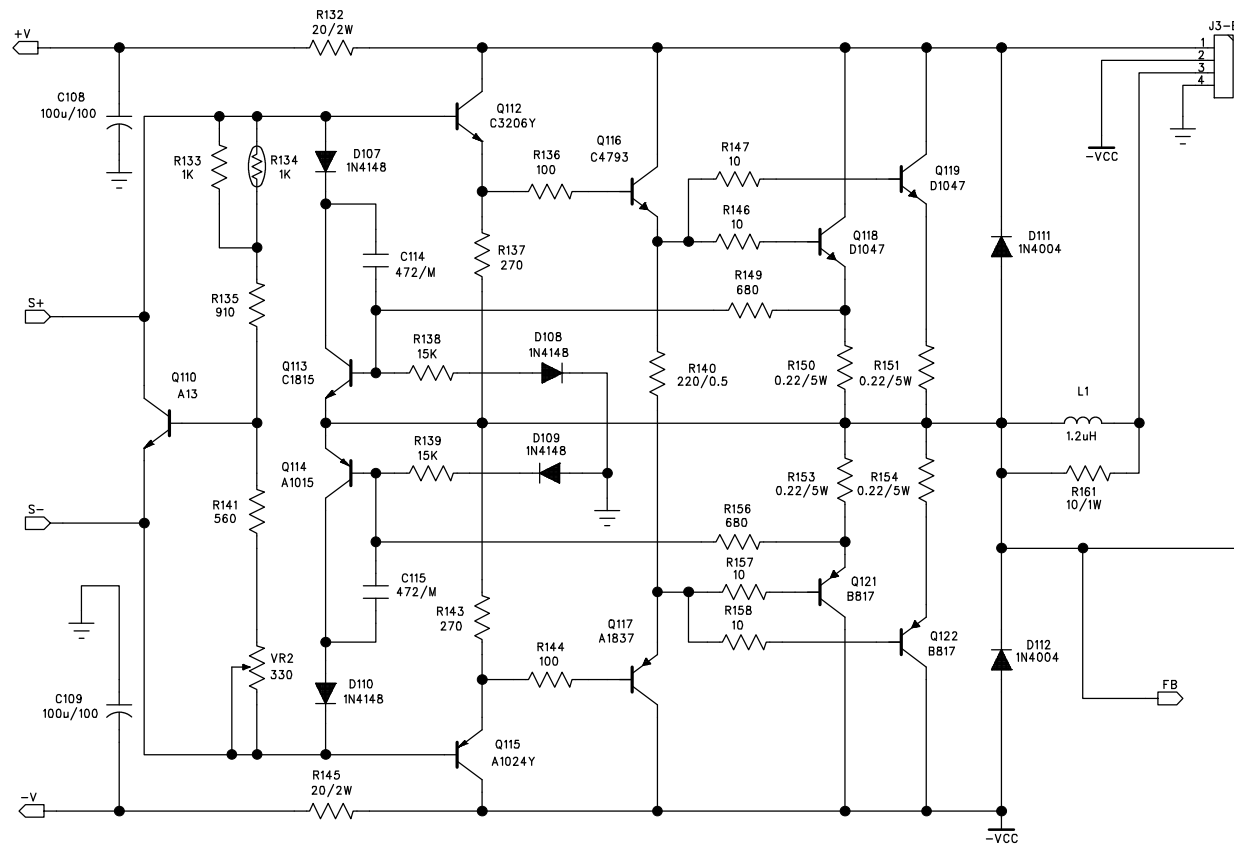 R132
20/2W
+V
J3-
1
2
3
4
C108
100u/100
Q112
C3206Y
-VCC
R133
1K
R134
1K
D107
1N4148
R136
100
Q116
C4793
R147
10
Q119
D1047
R146
10
Q118
D1047
D111
1N4004
C114
472/M
R137
270
R149
680
S+
R135
910
R138
15K
D108
1N4148
Q113
C1815
R140
220/0.5
R150
0.22/5W
R151
0.22/5W
L1
1.2uH
Q110
A13
R139
15K
D109
1N4148
Q114
A1015
R153
0.22/5W
R154
0.22/5W
R161
10/1W
S-
R141
560
R156
680
C115
472/M
R157
10
Q121
B817
R143
270
R158
10
Q117
A1837
Q122
B817
R144
100
VR2
330
D110
1N4148
D112
1N4004
FB
C109
100u/100
Q115
A1024Y
R145
20/2W
-V
-VCC